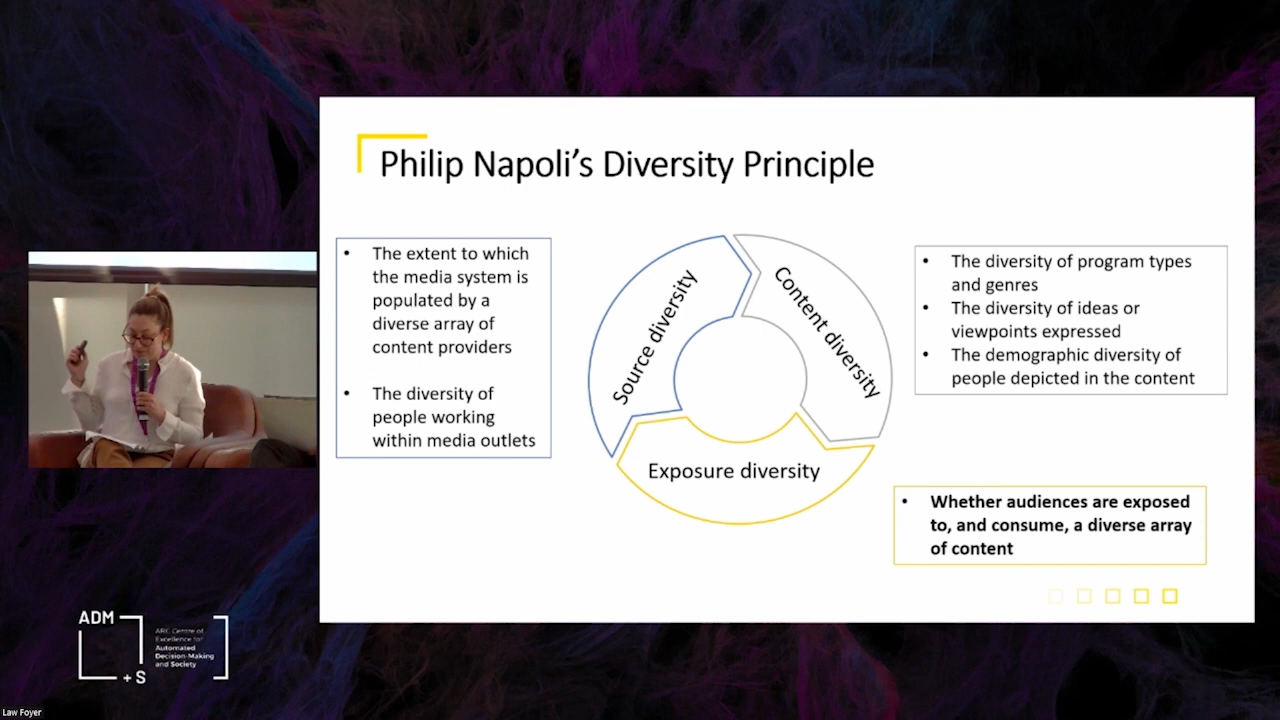 Philip Napoli's Diversity Principle
• The extent to which
the media system is
populated by a
diverse array of
content providers
• The diversity of
people working
within media outlets
Source diversity
Content diversity
Exposure diversity
• The diversity of program types
and genres
• The diversity of ideas or
viewpoints expressed
• The demographic diversity of
people depicted in the content
• Whether audiences are exposed
to, and consume, a diverse array
of content
ADM
+ S
ARC Centre of
Excellence for
Automated
Decision-Making
and Society
Law Foyer